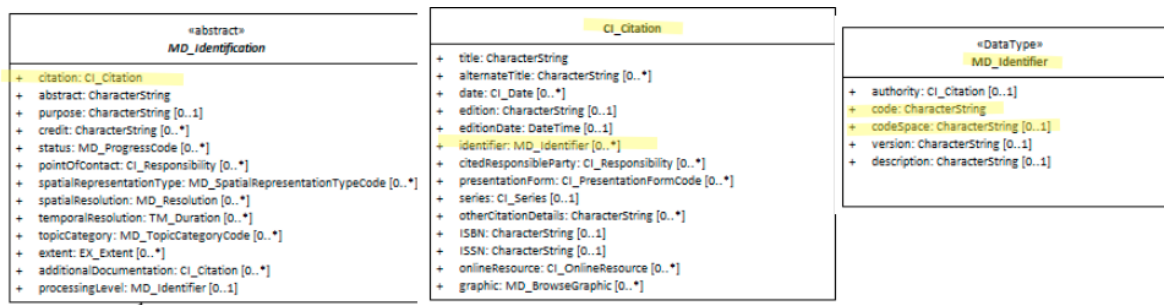 «abstract»
MD_Identification
+ citation: CI_Citation
+ abstract: CharacterString
+ purpose: CharacterString [0..1]
+ credit: CharacterString [0..*]
+ status: MD_ProgressCode [0..*]
+ pointOfContact: CI_Responsibility [0..*]
+ spatialRepresentationType: MD_SpatialRepresentationTypeCode [0..*]
+ spatialResolution: MD_Resolution [0..*]
+ temporalResolution: TM_Duration [0..*]
+ topicCategory: MD_TopicCategoryCode [0..*]
+ extent: EX_Extent [0..*]
+ additionalDocumentation: CI_Citation [0..*]
+ processingLevel: MD_Identifier [0..1]
CI_Citation
+ title: CharacterString
+ alternateTitle: CharacterString [0..*]
+ date: CI_Date [0..*]
+ edition: CharacterString [0..1]
+ editionDate: DateTime [0..1]
+ identifier: MD_Identifier [0..*]
+ citedResponsibleParty: CI_Responsibility [0..*]
+ presentationForm: CI_PresentationFormCode [0..*]
+ series: CI_Series [0..1]
+ otherCitationDetails: CharacterString [0..*]
+ ISBN: CharacterString [0..1]
+ ISSN: CharacterString [0..1]
+ onlineResource: CI_OnlineResource [0..*]
+ graphic: MD_BrowseGraphic [0..*]
«DataType»
MD_Identifier
+ authority: CI_Citation [0..1]
+ code: CharacterString
+ codeSpace: CharacterString [0..1]
+ version: CharacterString [0..1]
+ description: CharacterString [0..1]